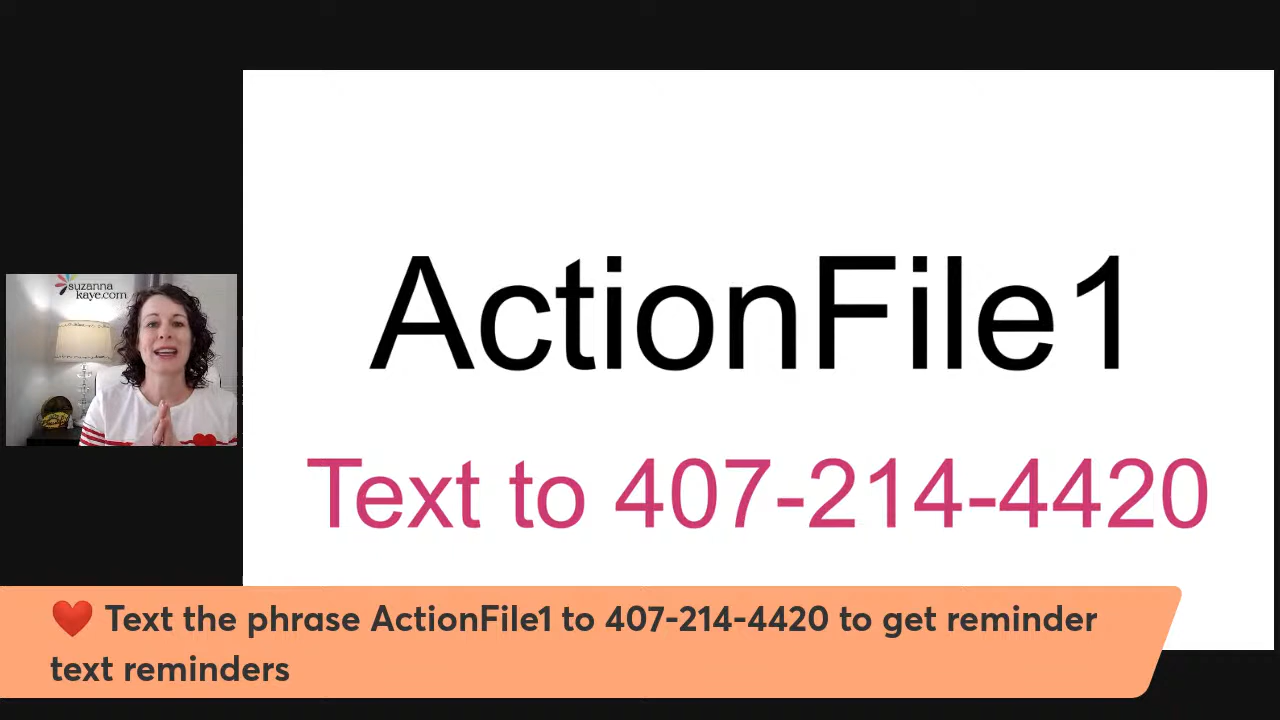 suzanna
kaye.com
ActionFile1
Text to 407-214-4420
❤️ Text the phrase ActionFile1 to 407-214-4420 to get reminder
text reminders